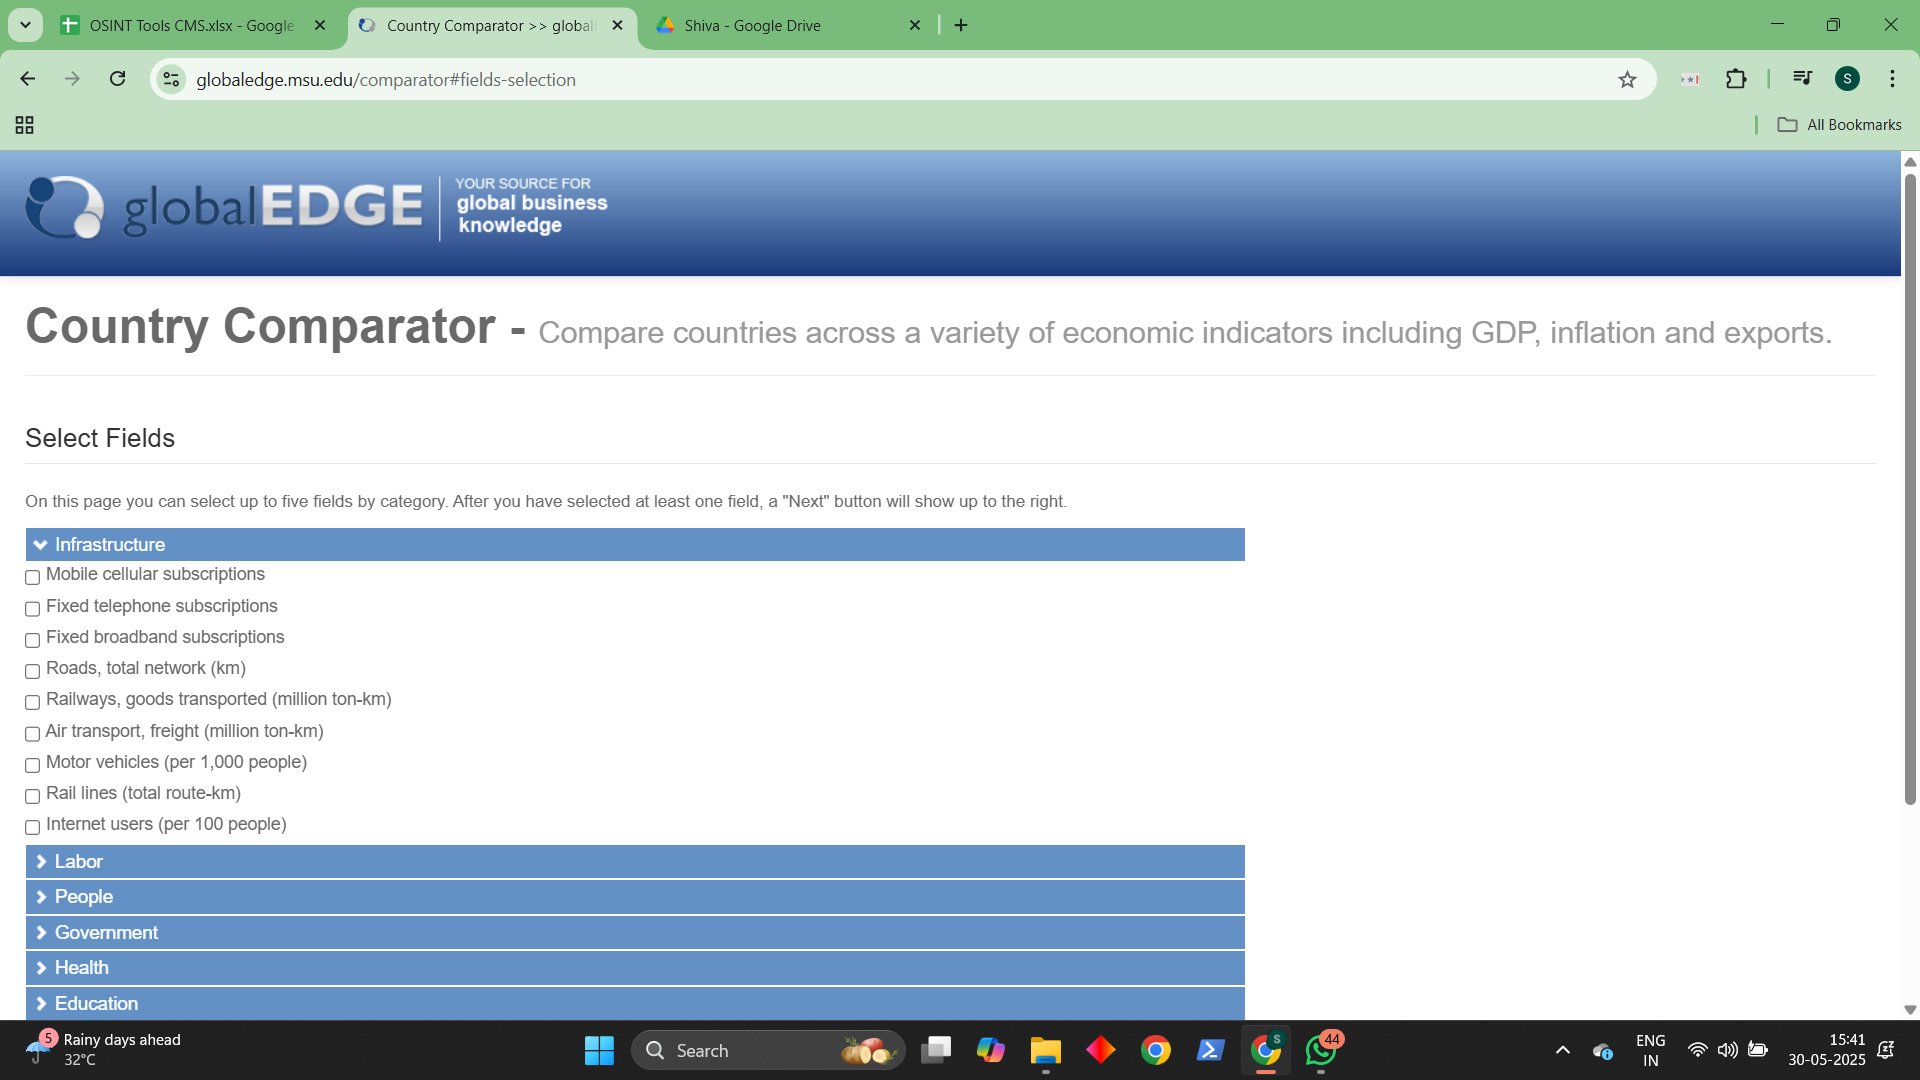 OSINT Tools CMS.xlsx - Google
Country Comparator >> global
Shiva - Google Drive
globaledge.msu.edu/comparator#fields-selection
S
All Bookmarks
globalEDGE
YOUR SOURCE FOR
global business
knowledge
Country Comparator - Compare countries across a variety of economic indicators including GDP, inflation and exports.
Select Fields
On this page you can select up to five fields by category. After you have selected at least one field, a "Next" button will show up to the right.
Infrastructure
Mobile cellular subscriptions
Fixed telephone subscriptions
Fixed broadband subscriptions
Roads, total network (km)
Railways, goods transported (million ton-km)
Air transport, freight (million ton-km)
Motor vehicles (per 1,000 people)
Rail lines (total route-km)
Internet users (per 100 people)
Labor
People
Government
Health
Education
5
Rainy days ahead
32°C
Search
S
44
ENG
IN
15:41
30-05-2025